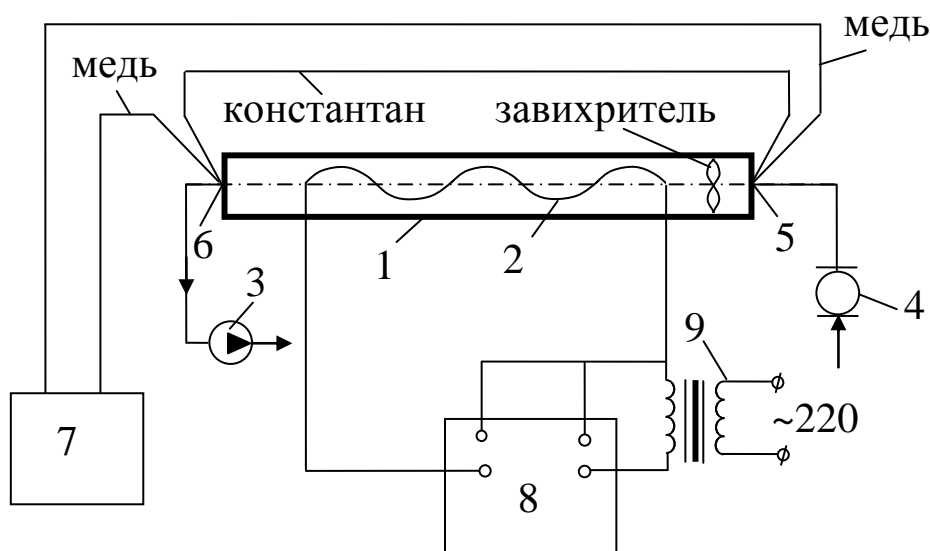 медь
медь
константан
завихритель
6
1
2
5
3
4
9
~220
7
8